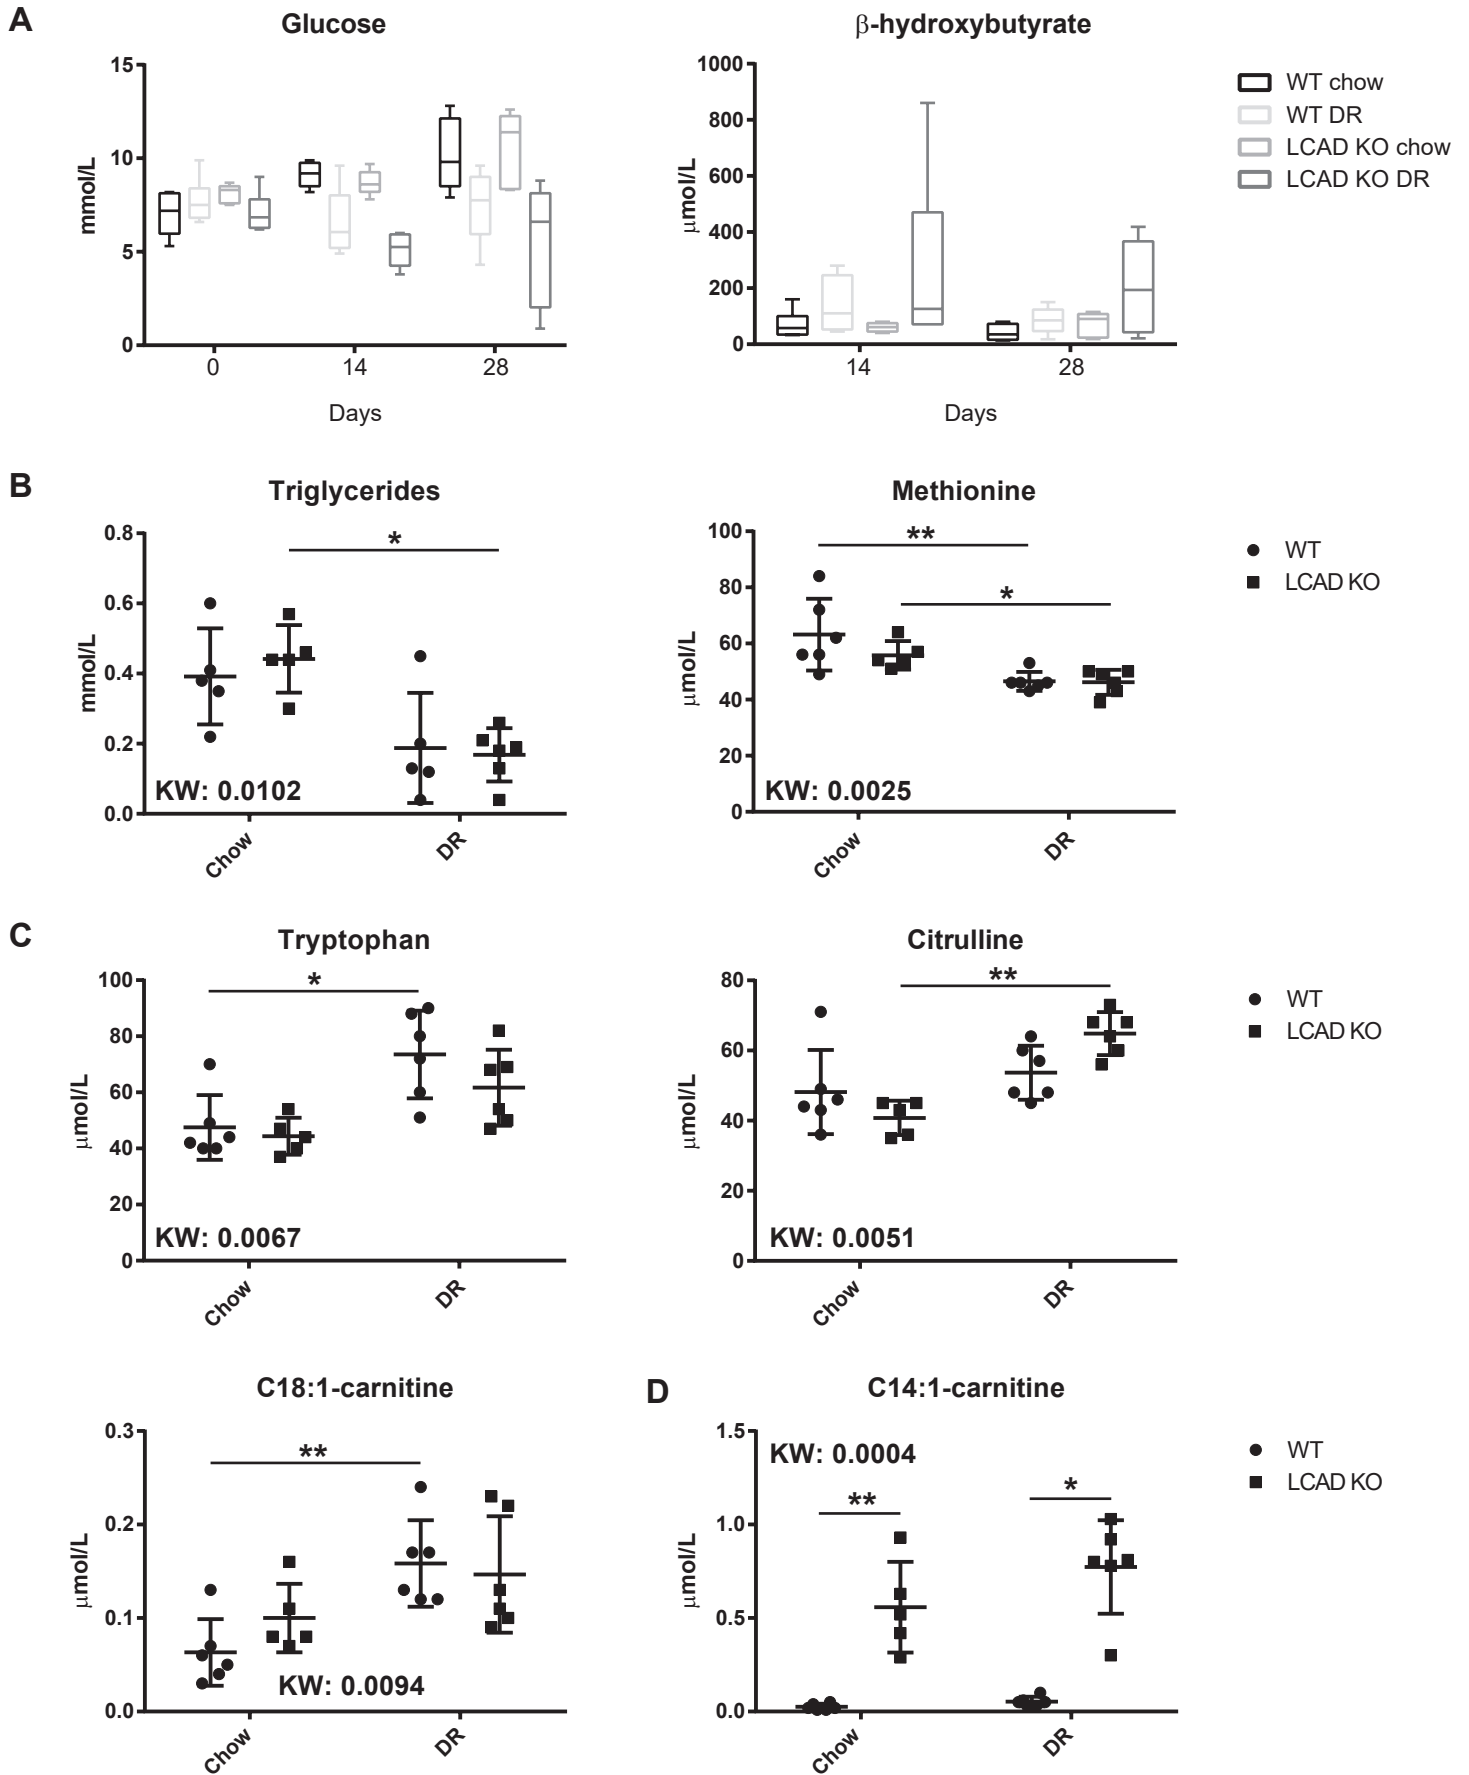 A
Glucose
β-hydroxybutyrate
15
10
5
0
mmol/L
0
14
28
Days
1000
800
600
400
200
0
μmol/L
14
28
Days
WT chow
WT DR
LCAD KO chow
LCAD KO DR
B
Triglycerides
Methionine
0.8
0.6
0.4
0.2
0.0
mmol/L
*
KW: 0.0102
Chow
DR
100
80
60
40
20
0
μmol/L
**
*
KW: 0.0025
Chow
DR
WT
LCAD KO
C
Tryptophan
Citrulline
100
80
60
40
20
0
μmol/L
*
KW: 0.0067
Chow
DR
80
60
40
20
0
μmol/L
**
KW: 0.0051
Chow
DR
WT
LCAD KO
C18:1-carnitine
0.3
0.2
0.1
0.0
μmol/L
**
KW: 0.0094
Chow
DR
D
C14:1-carnitine
1.5
1.0
0.5
0.0
μmol/L
KW: 0.0004
**
*
Chow
DR
WT
LCAD KO